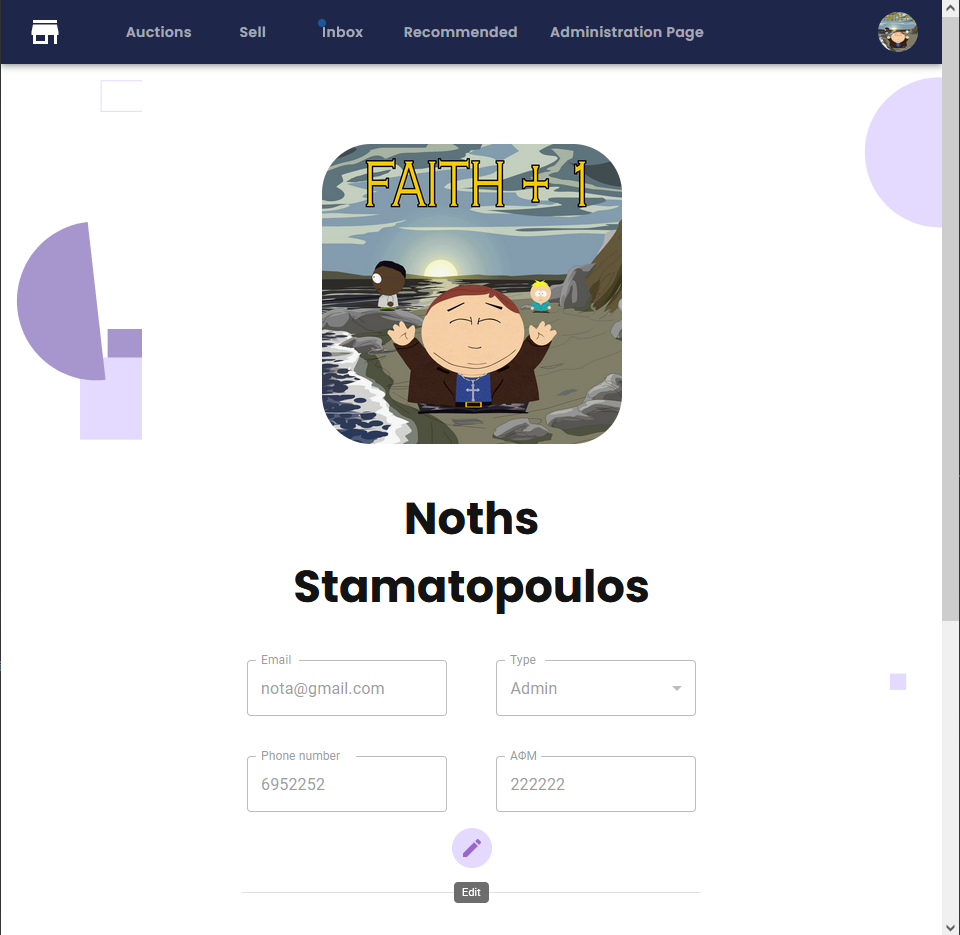 Auctions Sell Inbox Recommended Administration Page
FAITH + 1
Noths
Stamatopoulos
Email Type
nota@gmail.com Admin
Phone number ΑΦΜ
6952252 222222
Edit